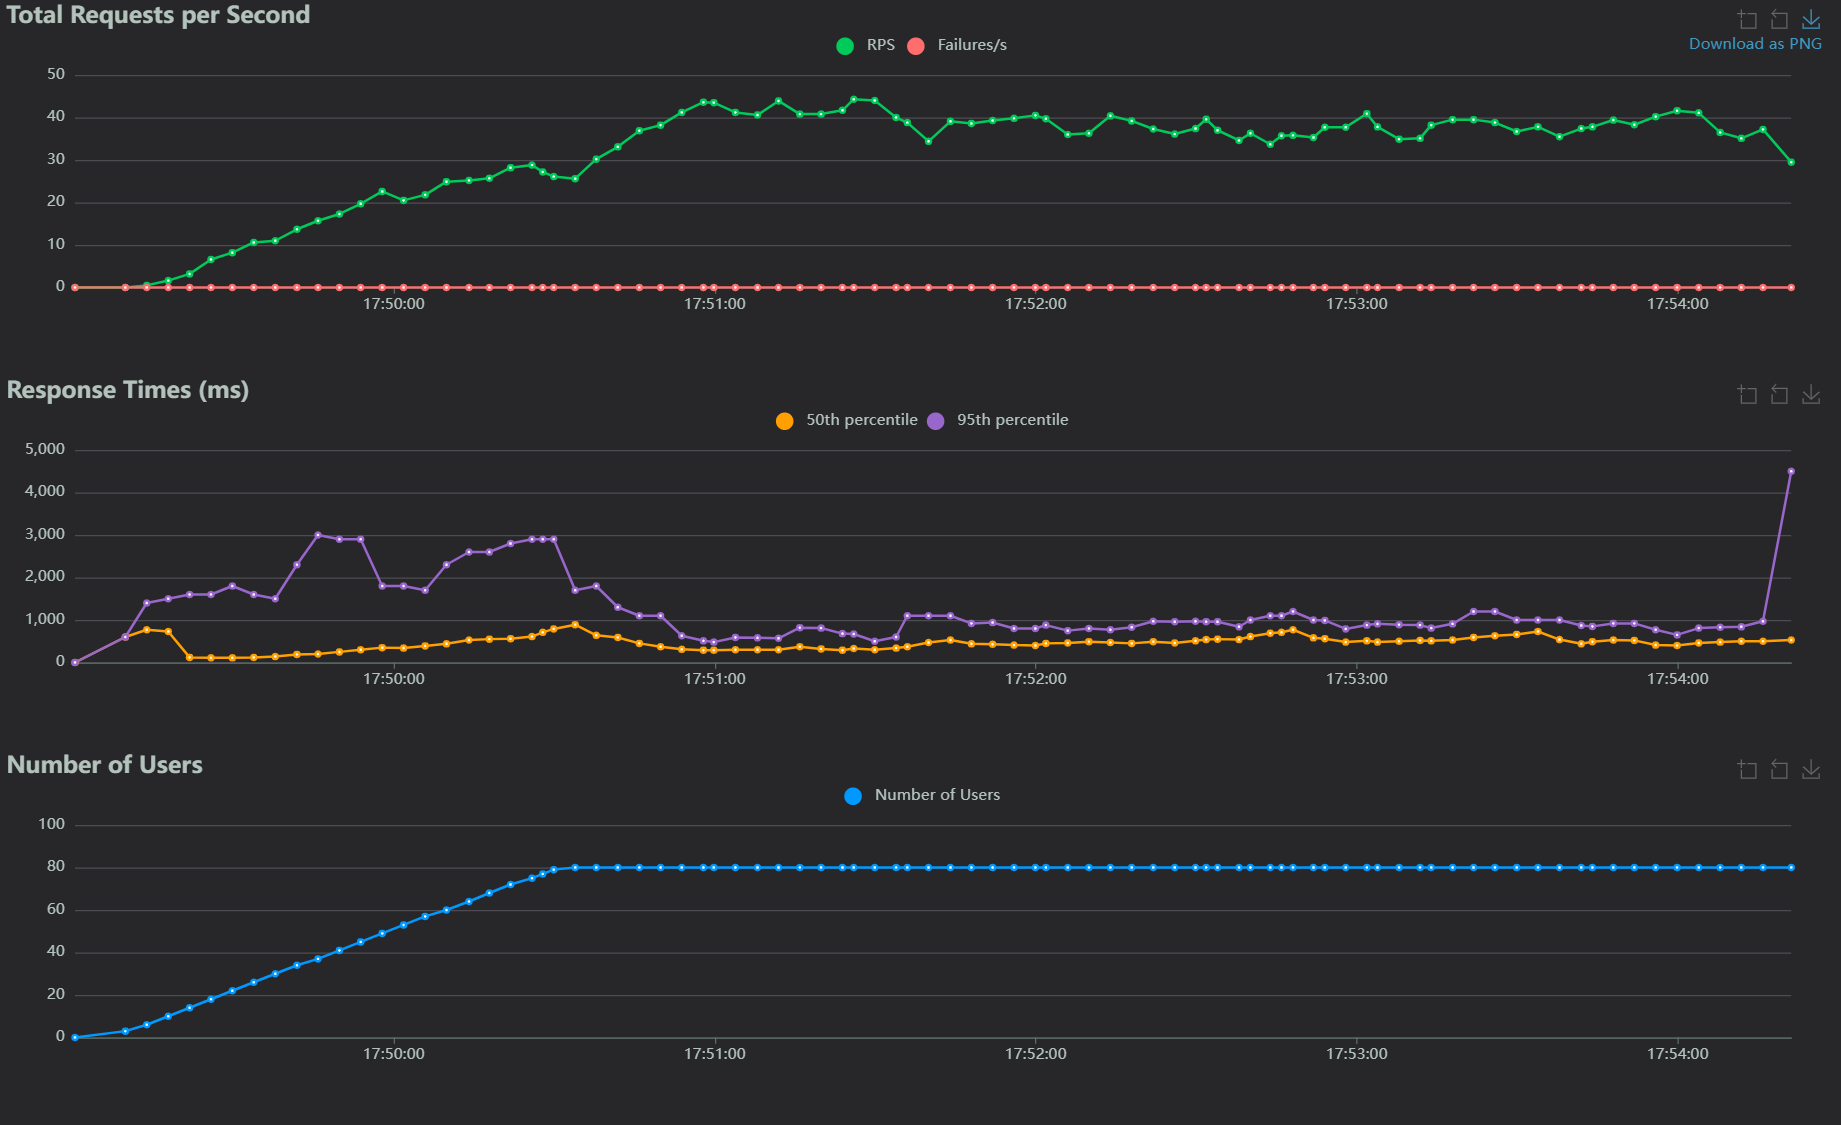 Total Requests per Second
RPS Failures/s
Download as PNG
50
40
30
20
10
0
17:50:00 17:51:00 17:52:00 17:53:00 17:54:00
Response Times (ms)
50th percentile 95th percentile
5,000
4,000
3,000
2,000
1,000
0
17:50:00 17:51:00 17:52:00 17:53:00 17:54:00
Number of Users
Number of Users
100
80
60
40
20
0
17:50:00 17:51:00 17:52:00 17:53:00 17:54:00